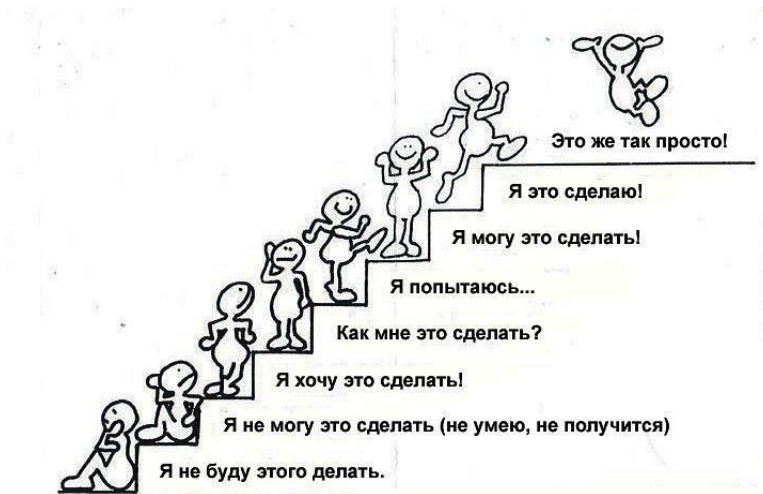 Это же так просто!
Я это сделаю!
Я могу это сделать!
Я попытаюсь...
Как мне это сделать?
Я хочу это сделать!
Я не могу это сделать (не умею, не получится)
Я не буду этого делать.